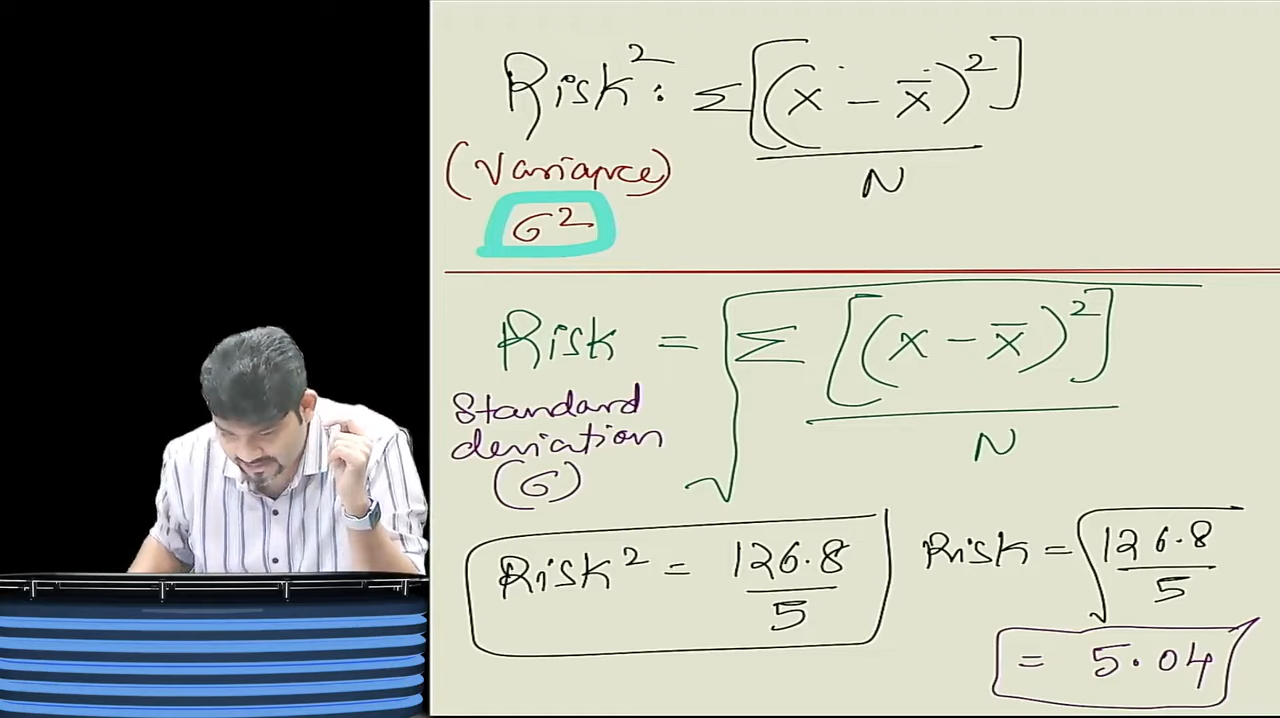 Risk²: Σ[(x - x̄)²]
N
(Variance)
σ²
Risk = √Σ[(x - x̄)²]
N
Standard
deviation
(σ)
Risk² = 126.8
5
Risk = √126.8
5
= 5.04